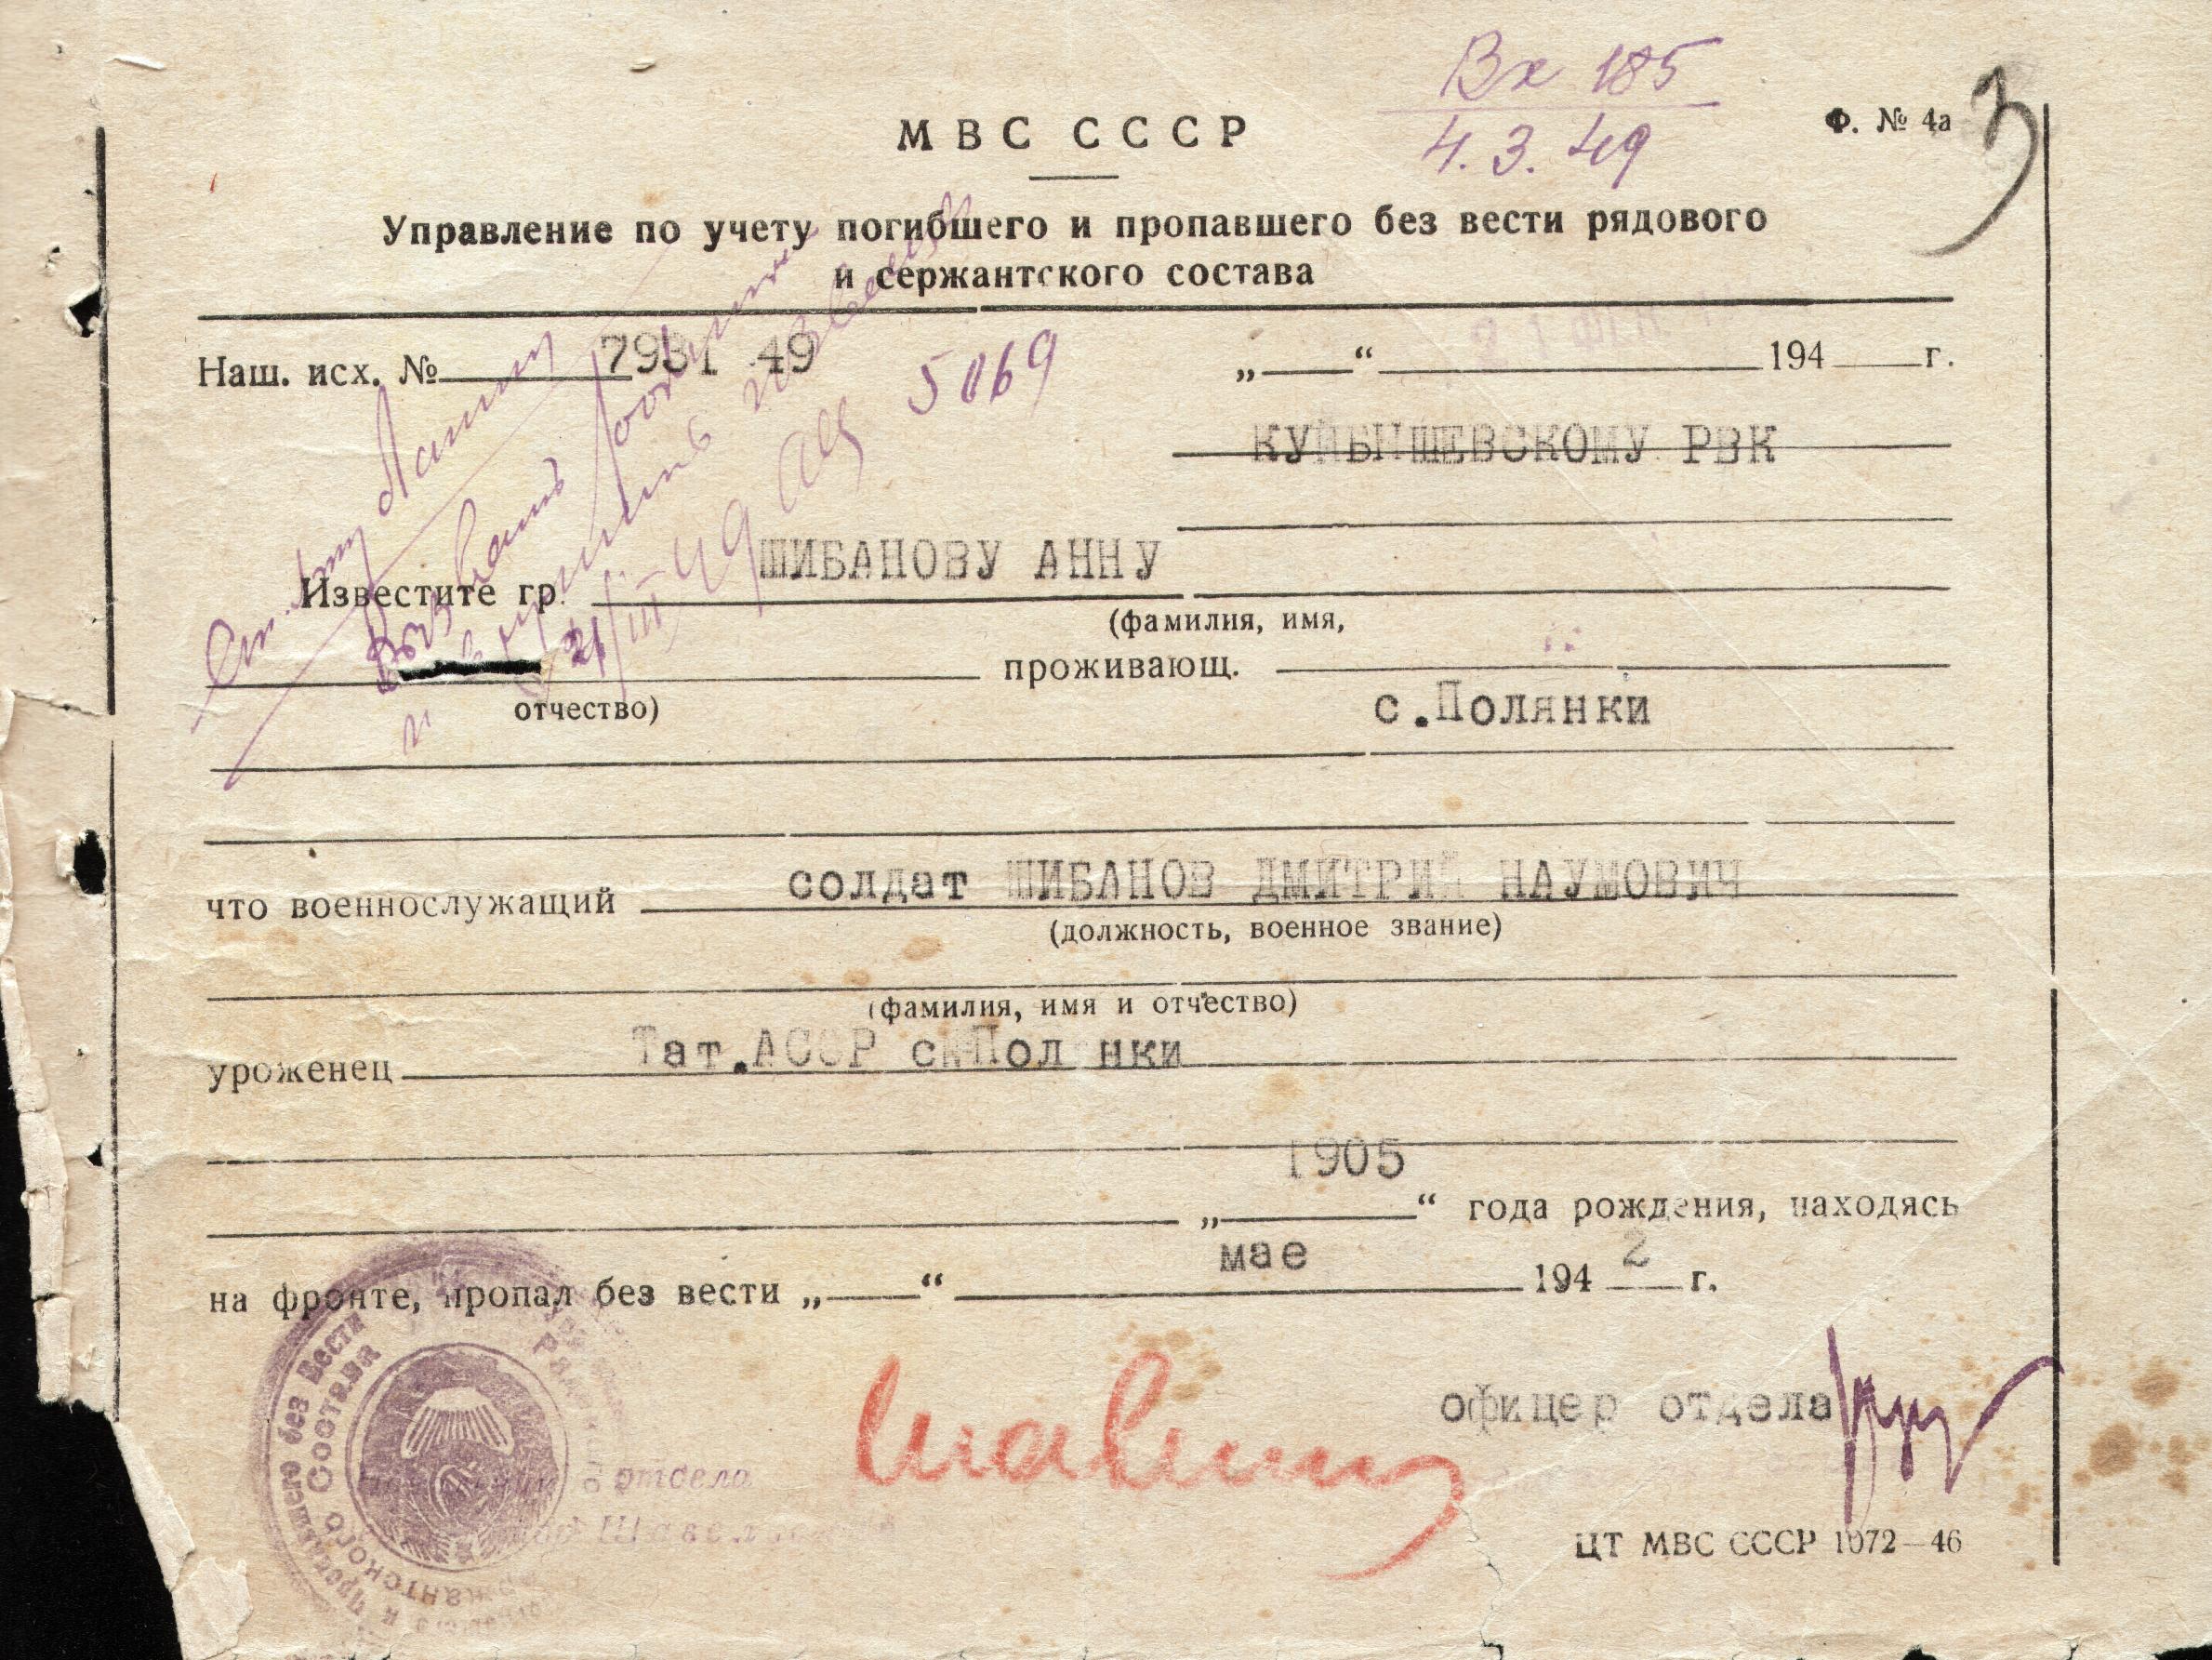 Вх 185
4.3.49
Ф. № 4а
3
МВС СССР
Управление по учету погибшего и пропавшего без вести рядового
и сержантского состава
Наш. исх. № 7931 49
„ “ 194 г.
5069
КУЙБЫШЕВСКОМУ РВК
Известите гр. ШИБАНОВУ АННУ
(фамилия, имя,
проживающ.
отчество)
с.Полянки
что военнослужащий солдат ШИБАНОВ ДМИТРИЙ НАУМОВИЧ
(должность, военное звание)
(фамилия, имя и отчество)
уроженец Тат.АССР с Полянки
1905
„ “ года рождения, находясь
на фронте, пропал без вести „ “ мае 1942 г.
офицер отдела
отдела
ЦТ МВС СССР 1072—46